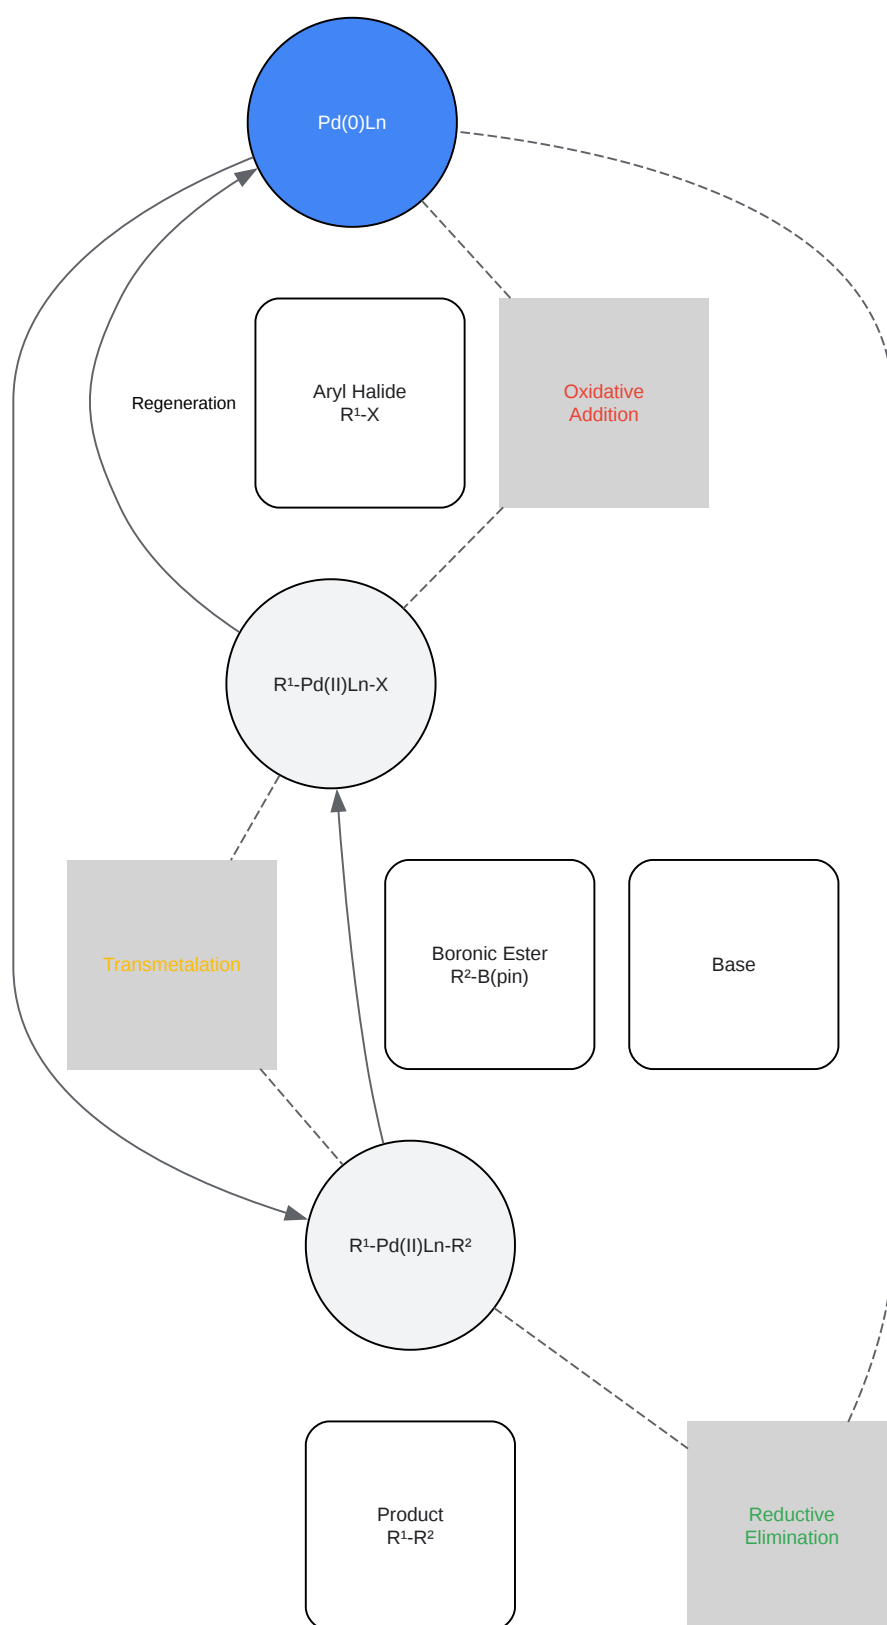 Pd(0)Ln
Regeneration
Aryl Halide
R¹-X
Oxidative
Addition
R¹-Pd(II)Ln-X
Transmetalation
Boronic Ester
R²-B(pin)
Base
R¹-Pd(II)Ln-R²
Product
R¹-R²
Reductive
Elimination